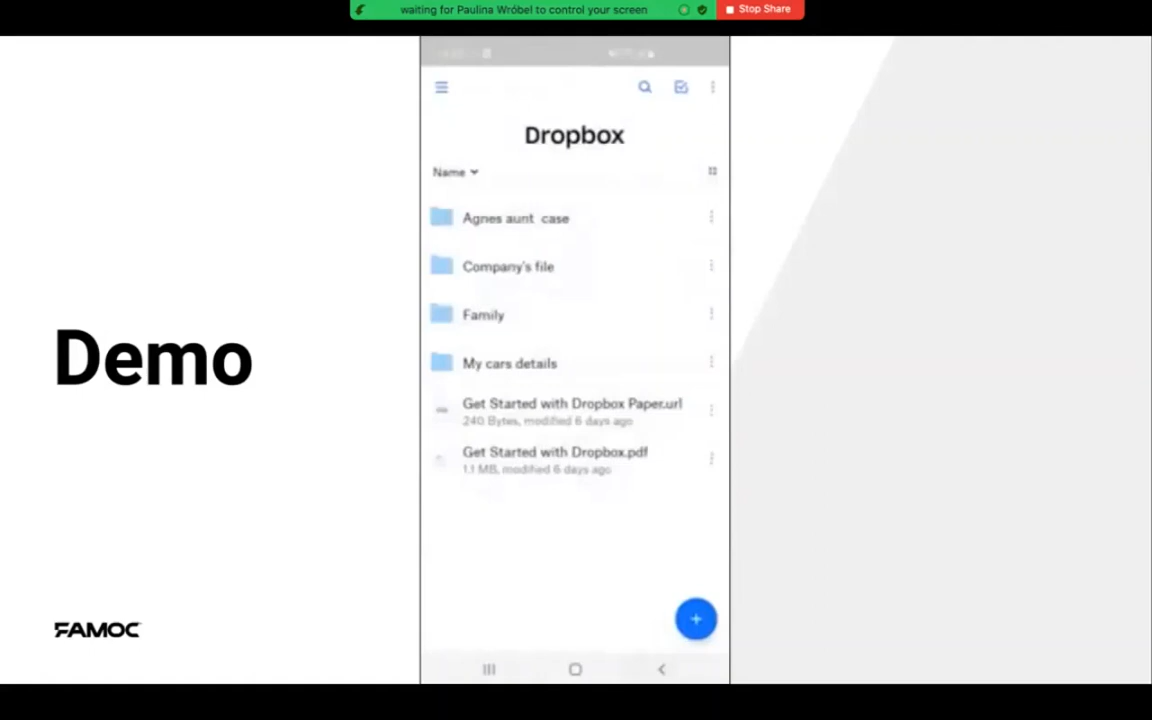 waiting for Paulina Wróbel to control your screen
Stop Share
Dropbox
Name
Agnes aunt case
Company's file
Family
My cars details
Get Started with Dropbox Paper.url
240 Bytes, modified 6 days ago
Get Started with Dropbox.pdf
1.1 MB, modified 6 days ago
Demo
FAMOC